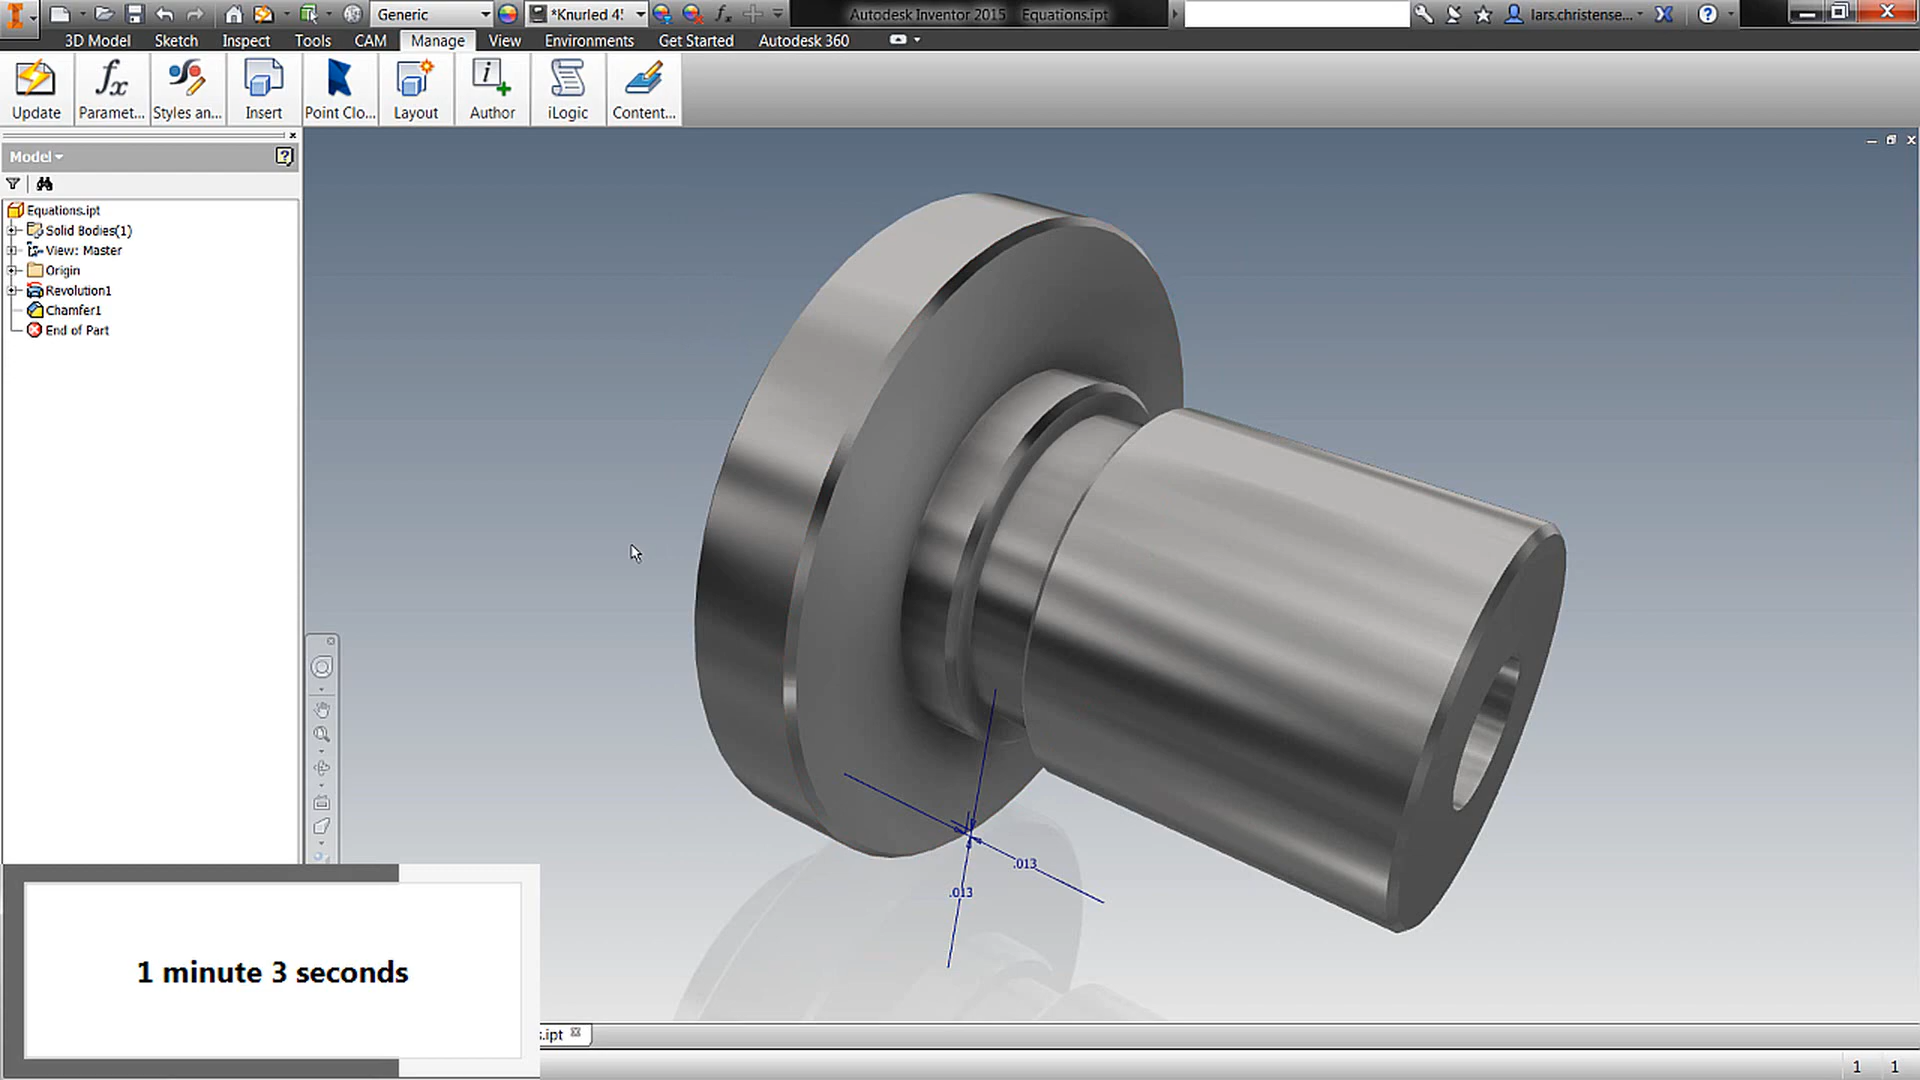 Generic
*Knurled 4!
Autodesk Inventor 2015 Equations.ipt
lars.christense...
3D Model Sketch Inspect Tools CAM Manage View Environments Get Started Autodesk 360
Update Paramet... Styles an... Insert Point Clo... Layout Author iLogic Content...
Model
Equations.ipt
Solid Bodies(1)
View: Master
Origin
Revolution1
Chamfer1
End of Part
.013
.013
1 minute 3 seconds
s.ipt
1 1